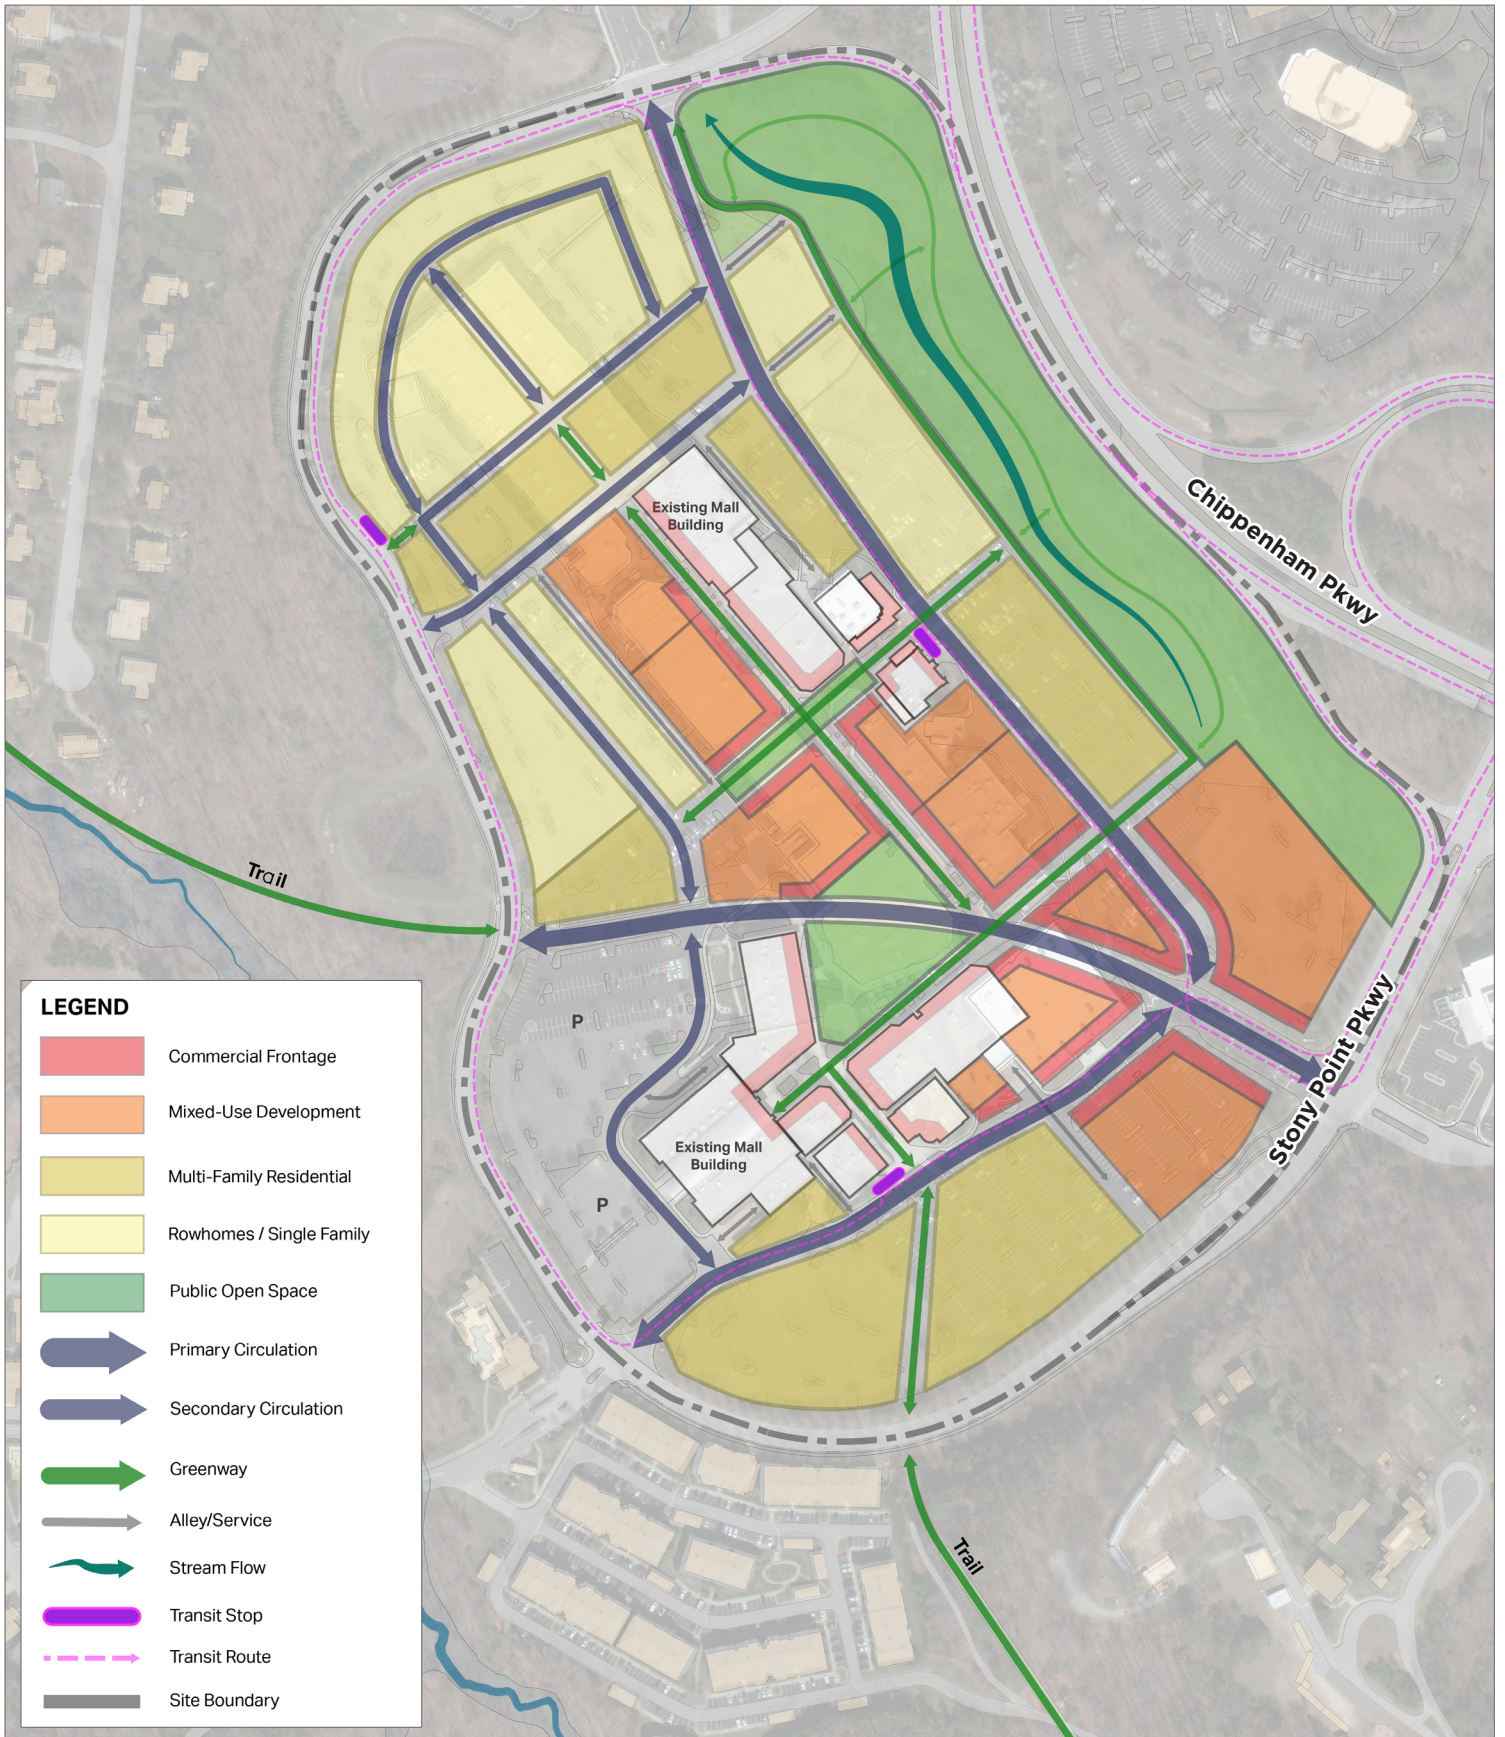 Existing Mall
Building
Chippenham Pkwy
Trail
Stony Point Pkwy
P
Existing Mall
Building
P
Trail
LEGEND
Commercial Frontage
Mixed-Use Development
Multi-Family Residential
Rowhomes / Single Family
Public Open Space
Primary Circulation
Secondary Circulation
Greenway
Alley/Service
Stream Flow
Transit Stop
Transit Route
Site Boundary